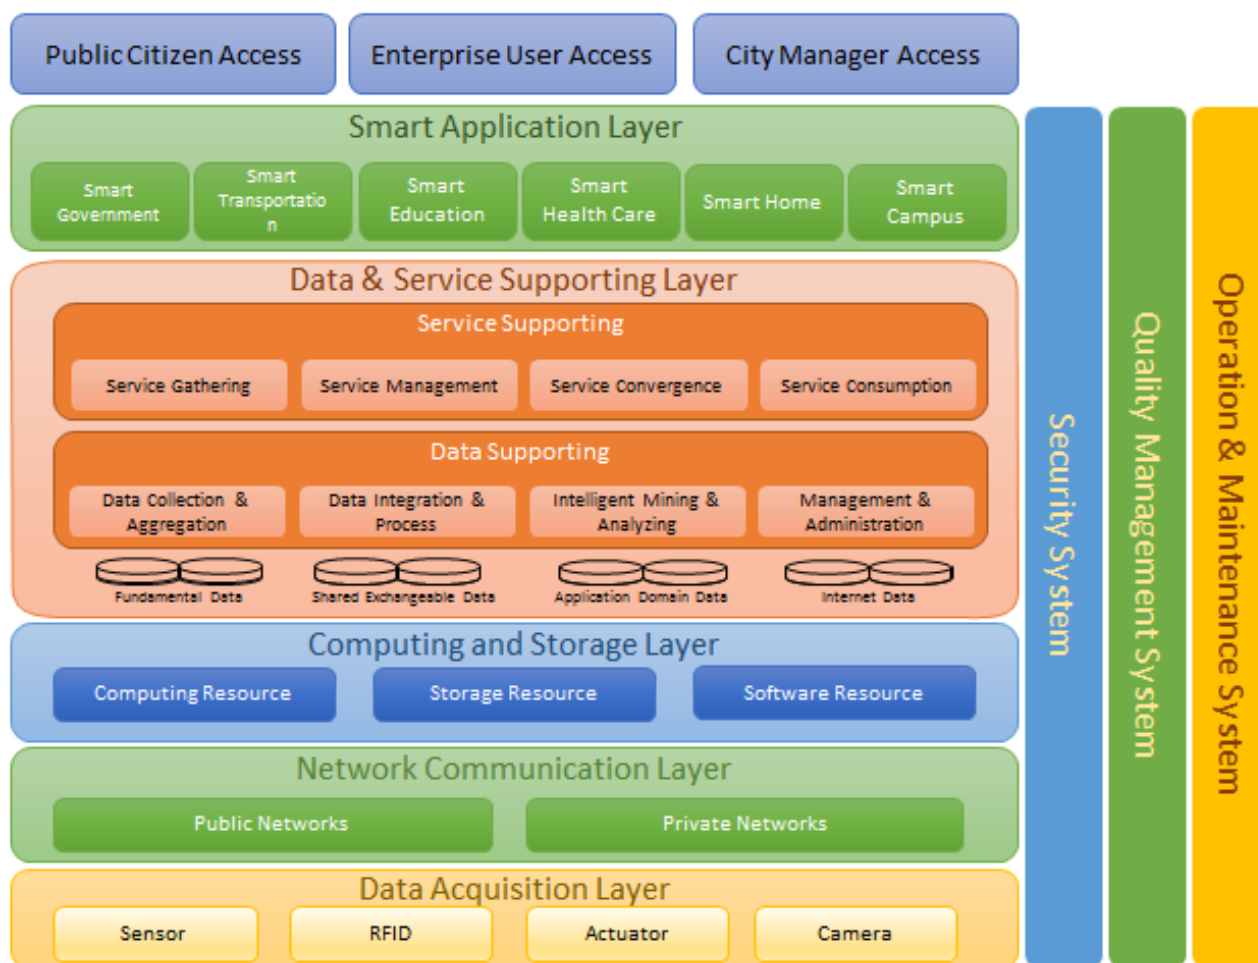 Public Citizen Access
Enterprise User Access
City Manager Access
Smart Application Layer
Smart
Government
Smart
Transportatio
n
Smart
Education
Smart
Health Care
Smart Home
Smart
Campus
Data & Service Supporting Layer
Service Supporting
Service Gathering
Service Management
Service Convergence
Service Consumption
Data Supporting
Data Collection &
Aggregation
Data Integration &
Process
Intelligent Mining &
Analyzing
Management &
Administration
Fundamental Data
Shared Exchangeable Data
Application Domain Data
Internet Data
Computing and Storage Layer
Computing Resource
Storage Resource
Software Resource
Network Communication Layer
Public Networks
Private Networks
Data Acquisition Layer
Sensor
RFID
Actuator
Camera
Security System
Quality Management System
Operation & Maintenance System